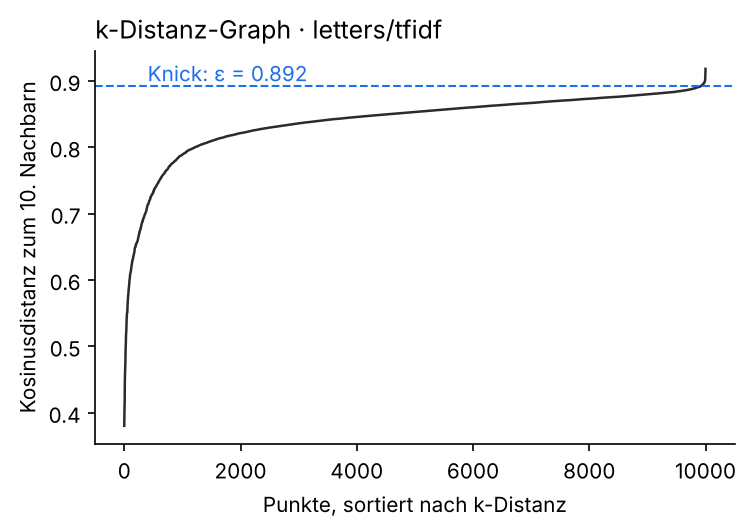 k-Distanz-Graph · letters/tfidf
Knick: ε = 0.892
Kosinusdistanz zum 10. Nachbarn
0.9
0.8
0.7
0.6
0.5
0.4
0 2000 4000 6000 8000 10000
Punkte, sortiert nach k-Distanz